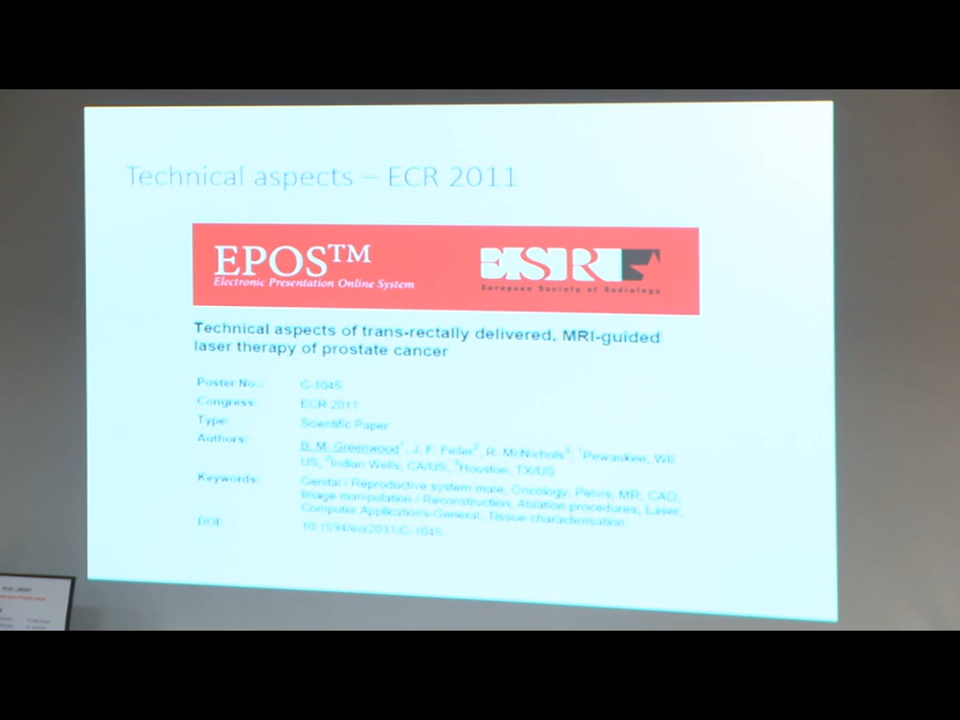 Technical aspects – ECR 2011
EPOS™
Electronic Presentation Online System
ESR
European Society of Radiology
Technical aspects of trans-rectally delivered, MRI-guided
laser therapy of prostate cancer
Poster No.: C-1045
Congress: ECR 2011
Type: Scientific Paper
Authors: B. M. Greenwood¹, J. F. Feller², R. McNichols³; ¹Pewaukee, WI/
US, ²Indian Wells, CA/US, ³Houston, TX/US
Keywords: Genital / Reproductive system male, Oncology, Pelvis, MR, CAD,
Image manipulation / Reconstruction, Ablation procedures, Laser,
Computer Applications-General, Tissue characterisation
DOI: 10.1594/ecr2011/C-1045